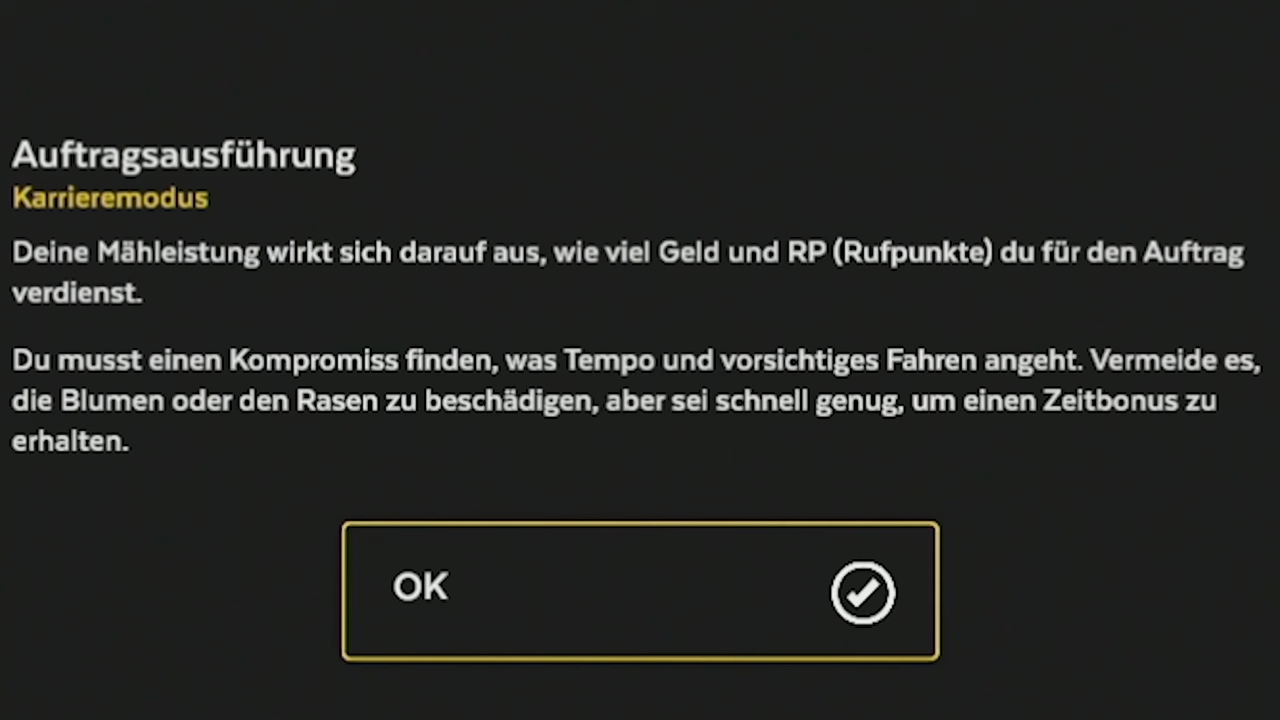 Auftragsausführung
Karrieremodus
Deine Mähleistung wirkt sich darauf aus, wie viel Geld und RP (Rufpunkte) du für den Auftrag
verdienst.
Du musst einen Kompromiss finden, was Tempo und vorsichtiges Fahren angeht. Vermeide es,
die Blumen oder den Rasen zu beschädigen, aber sei schnell genug, um einen Zeitbonus zu
erhalten.
OK